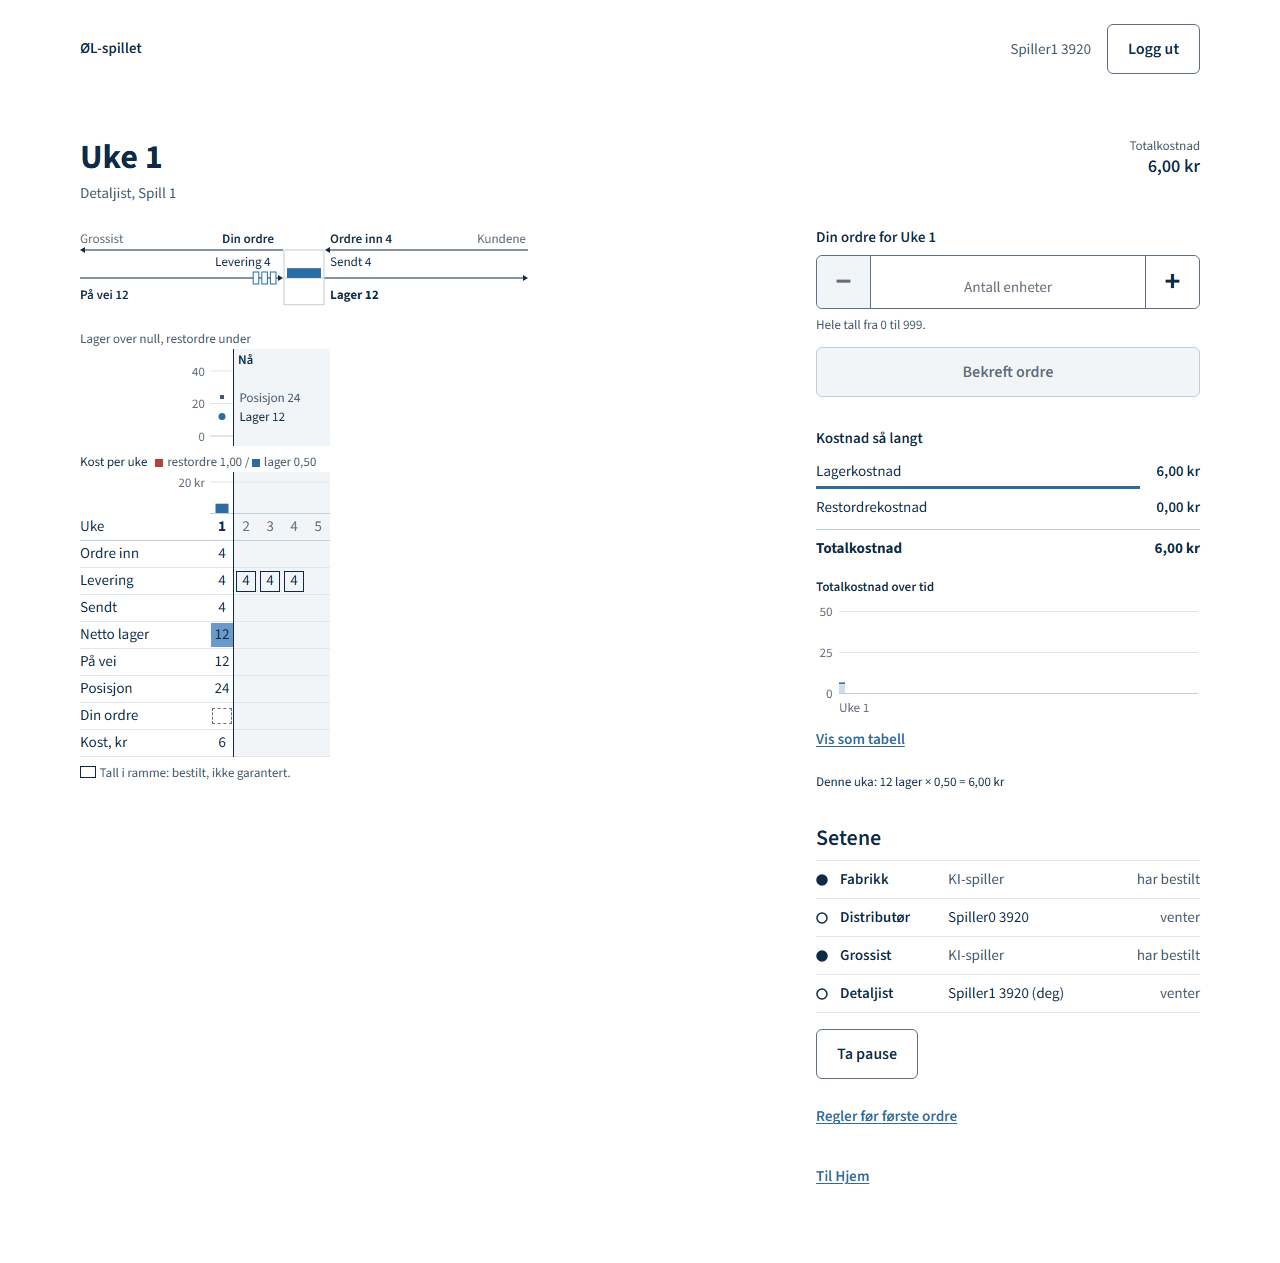 ØL-spillet
Spiller1 3920
Logg ut
Uke 1
Detaljist, Spill 1
Totalkostnad
6,00 kr
Grossist
Din ordre
Ordre inn 4
Kundene
Levering 4
Sendt 4
På vei 12
Lager 12
Lager over null, restordre under
Nå
40
20
0
Posisjon 24
Lager 12
Kost per uke restordre 1,00 / lager 0,50
20 kr
Uke 1 2 3 4 5
Ordre inn 4
Levering 4 4 4 4
Sendt 4
Netto lager 12
På vei 12
Posisjon 24
Din ordre
Kost, kr 6
Tall i ramme: bestilt, ikke garantert.
Din ordre for Uke 1
− Antall enheter +
Hele tall fra 0 til 999.
Bekreft ordre
Kostnad så langt
Lagerkostnad 6,00 kr
Restordrekostnad 0,00 kr
Totalkostnad 6,00 kr
Totalkostnad over tid
50
25
0
Uke 1
Vis som tabell
Denne uka: 12 lager × 0,50 = 6,00 kr
Setene
Fabrikk KI-spiller har bestilt
Distributør Spiller0 3920 venter
Grossist KI-spiller har bestilt
Detaljist Spiller1 3920 (deg) venter
Ta pause
Regler før første ordre
Til Hjem